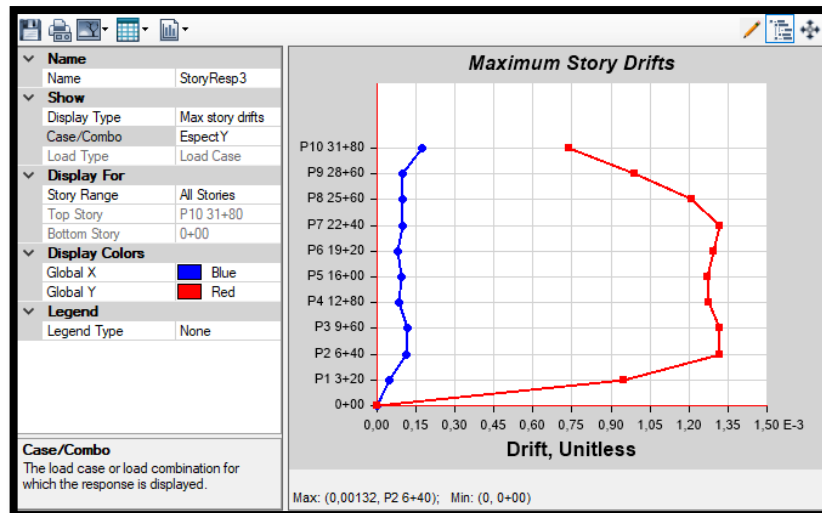 Name
Name StoryResp3
Show
Display Type Max story drifts
Case/Combo EspectY
Load Type Load Case
Display For
Story Range All Stories
Top Story P10 31+80
Bottom Story 0+00
Display Colors
Global X Blue
Global Y Red
Legend
Legend Type None
Case/Combo
The load case or load combination for
which the response is displayed.
Maximum Story Drifts
P10 31+80
P9 28+60
P8 25+60
P7 22+40
P6 19+20
P5 16+00
P4 12+80
P3 9+60
P2 6+40
P1 3+20
0+00
0,00 0,15 0,30 0,45 0,60 0,75 0,90 1,05 1,20 1,35 1,50 E-3
Drift, Unitless
Max: (0,00132, P2 6+40); Min: (0, 0+00)